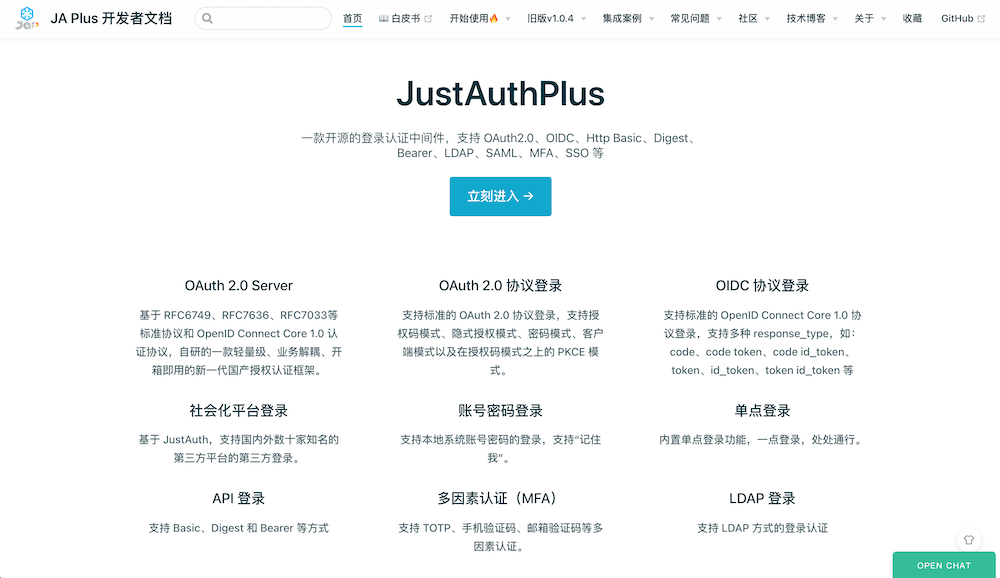 JAP
JA Plus 开发者文档
首页
📖 白皮书
开始使用🔥
旧版v1.0.4
集成案例
常见问题
社区
技术博客
关于
收藏
GitHub
JustAuthPlus
一款开源的登录认证中间件，支持 OAuth2.0、OIDC、Http Basic、Digest、
Bearer、LDAP、SAML、MFA、SSO 等
立刻进入 →
OAuth 2.0 Server
基于 RFC6749、RFC7636、RFC7033等
标准协议和 OpenID Connect Core 1.0 认
证协议，自研的一款轻量级、业务解耦、开
箱即用的新一代国产授权认证框架。
OAuth 2.0 协议登录
支持标准的 OAuth 2.0 协议登录，支持授
权码模式、隐式授权模式、密码模式、客户
端模式以及在授权码模式之上的 PKCE 模
式。
OIDC 协议登录
支持标准的 OpenID Connect Core 1.0 协
议登录，支持多种 response_type，如：
code、code token、code id_token、
token、id_token、token id_token 等
社会化平台登录
基于 JustAuth，支持国内外数十家知名的
第三方平台的第三方登录。
账号密码登录
支持本地系统账号密码的登录，支持“记住
我”。
单点登录
内置单点登录功能，一点登录，处处通行。
API 登录
支持 Basic、Digest 和 Bearer 等方式
多因素认证（MFA）
支持 TOTP、手机验证码、邮箱验证码等多
因素认证。
LDAP 登录
支持 LDAP 方式的登录认证
OPEN CHAT